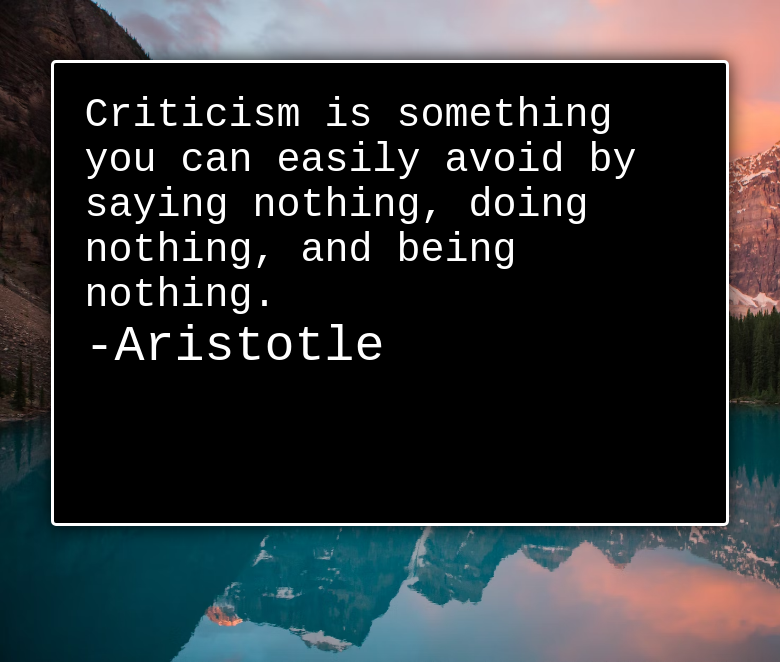 Criticism is something
you can easily avoid by
saying nothing, doing
nothing, and being
nothing.
-Aristotle